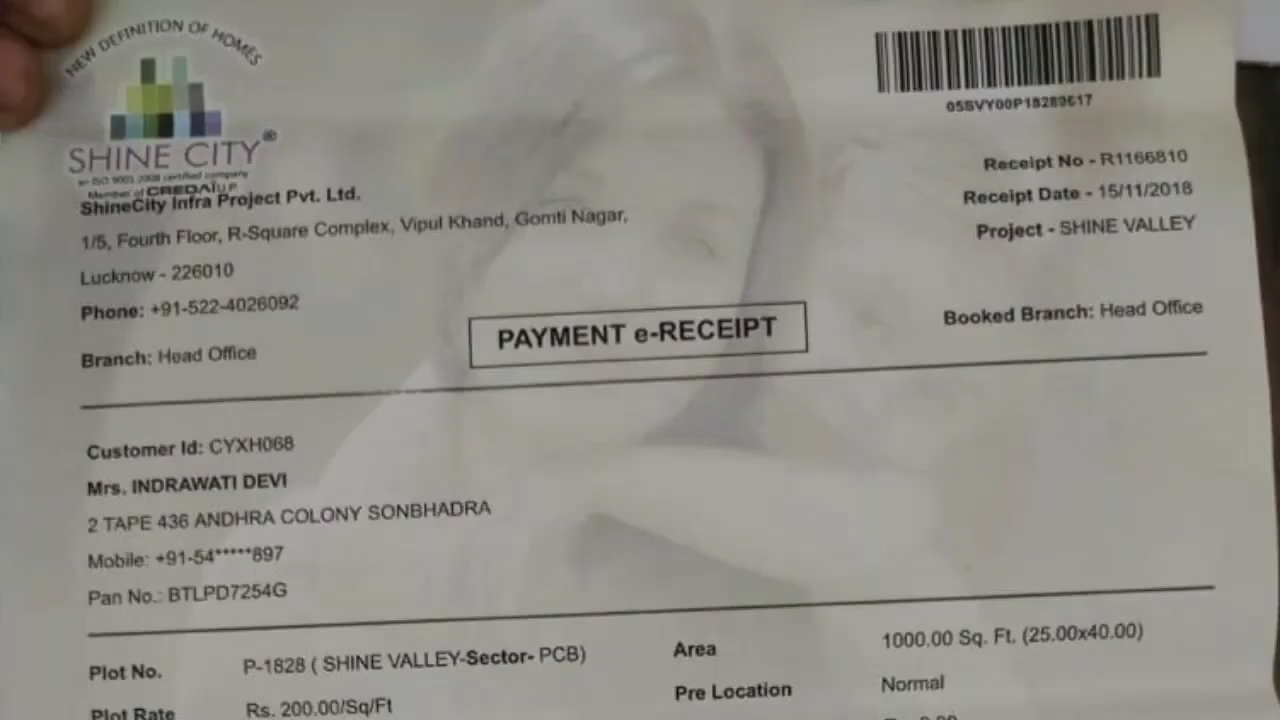 NEW DEFINITION OF HOMES
SHINE CITY®
an ISO 9001:2008 certified company
Member of CREDAI U.P.
ShineCity Infra Project Pvt. Ltd.
1/5, Fourth Floor, R-Square Complex, Vipul Khand, Gomti Nagar,
Lucknow - 226010
Phone: +91-522-4026092
Branch: Head Office
PAYMENT e-RECEIPT
05SVY00P18289617
Receipt No - R1166810
Receipt Date - 15/11/2018
Project - SHINE VALLEY
Booked Branch: Head Office
Customer Id: CYXH068
Mrs. INDRAWATI DEVI
2 TAPE 436 ANDHRA COLONY SONBHADRA
Mobile: +91-54*****897
Pan No.: BTLPD7254G
Plot No. P-1828 ( SHINE VALLEY-Sector- PCB) Area 1000.00 Sq. Ft. (25.00x40.00)
Plot Rate Rs. 200.00/Sq/Ft Pre Location Normal